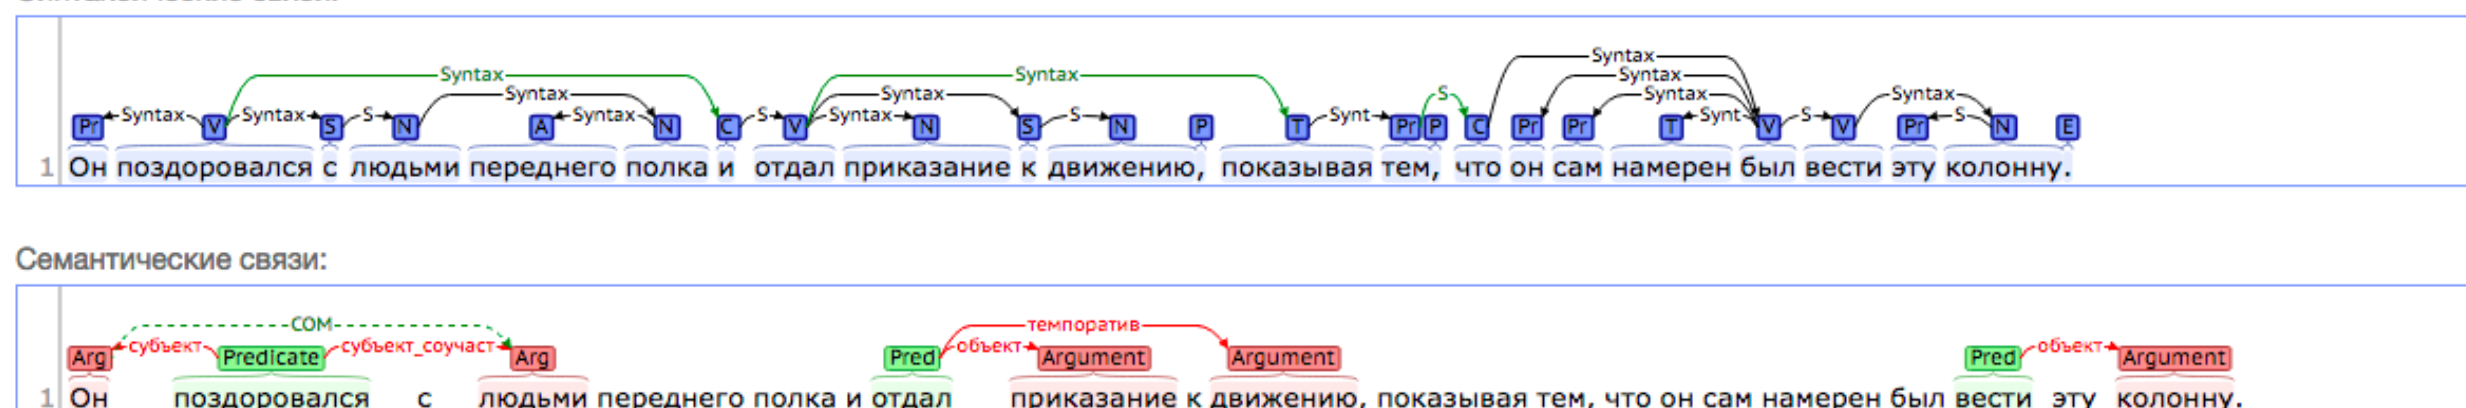 Syntax
Syntax Syntax Syntax
Syntax Syntax S Syntax Syntax
Syntax Syntax S Syntax S Syntax S Synt Synt S S
Pr V S N A N C V N S N P T Pr P C Pr Pr T V V Pr N E
1 Он поздоровался с людьми переднего полка и отдал приказание к движению, показывая тем, что он сам намерен был вести эту колонну.
Семантические связи:
COM темпоратив
субъект субъект_соучаст объект объект
Arg Predicate Arg Pred Argument Argument Pred Argument
1 Он поздоровался с людьми переднего полка и отдал приказание к движению, показывая тем, что он сам намерен был вести эту колонну.